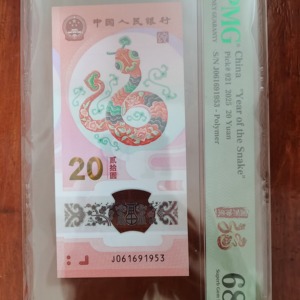 中国人民银行
20
贰拾圆
J061691953
PMG
China "Year of the Snake"
Pick# 931 2025 20 Yuan
S/N J061691953 - Polymer
68